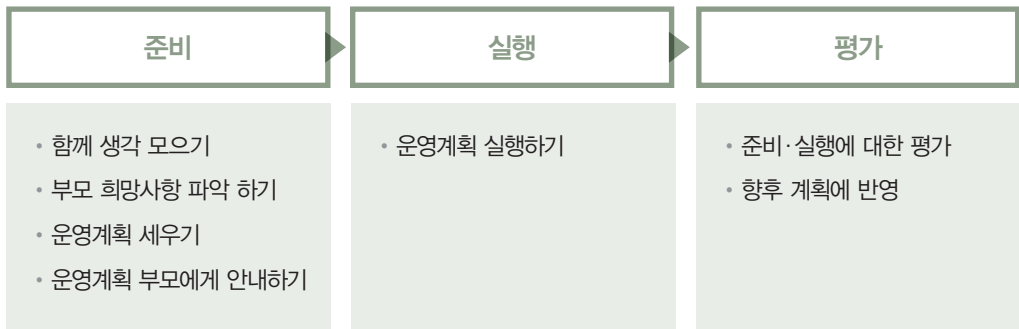 준비
실행
평가
• 함께 생각 모으기
• 부모 희망사항 파악 하기
• 운영계획 세우기
• 운영계획 부모에게 안내하기
• 운영계획 실행하기
• 준비·실행에 대한 평가
• 향후 계획에 반영